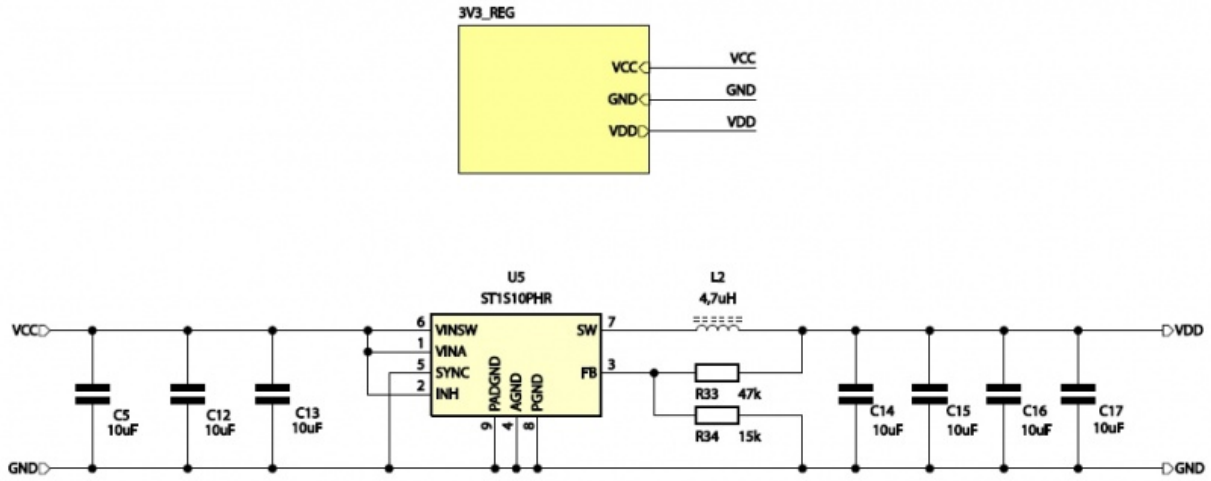 3V3_REG
VCC VCC
GND GND
VDD VDD
U5 L2
ST1S10PHR 4,7uH
VCC 6 VINSW SW 7 VDD
1 VINA
5 SYNC FB 3
2 INH
PADGND AGND PGND
R33 47k
C5 C12 C13 C14 C15 C16 C17
10uF 10uF 10uF 10uF 10uF 10uF 10uF
9 4 8
R34 15k
GND GND